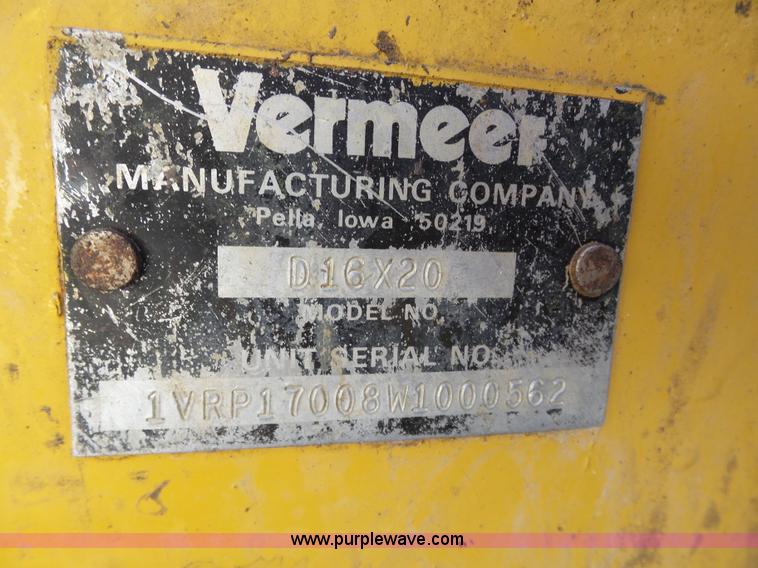 Vermeer
MANUFACTURING COMPANY
Pella, Iowa 50219
D16X20
MODEL NO.
UNIT SERIAL NO.
1VRP17008W1000562
www.purplewave.com